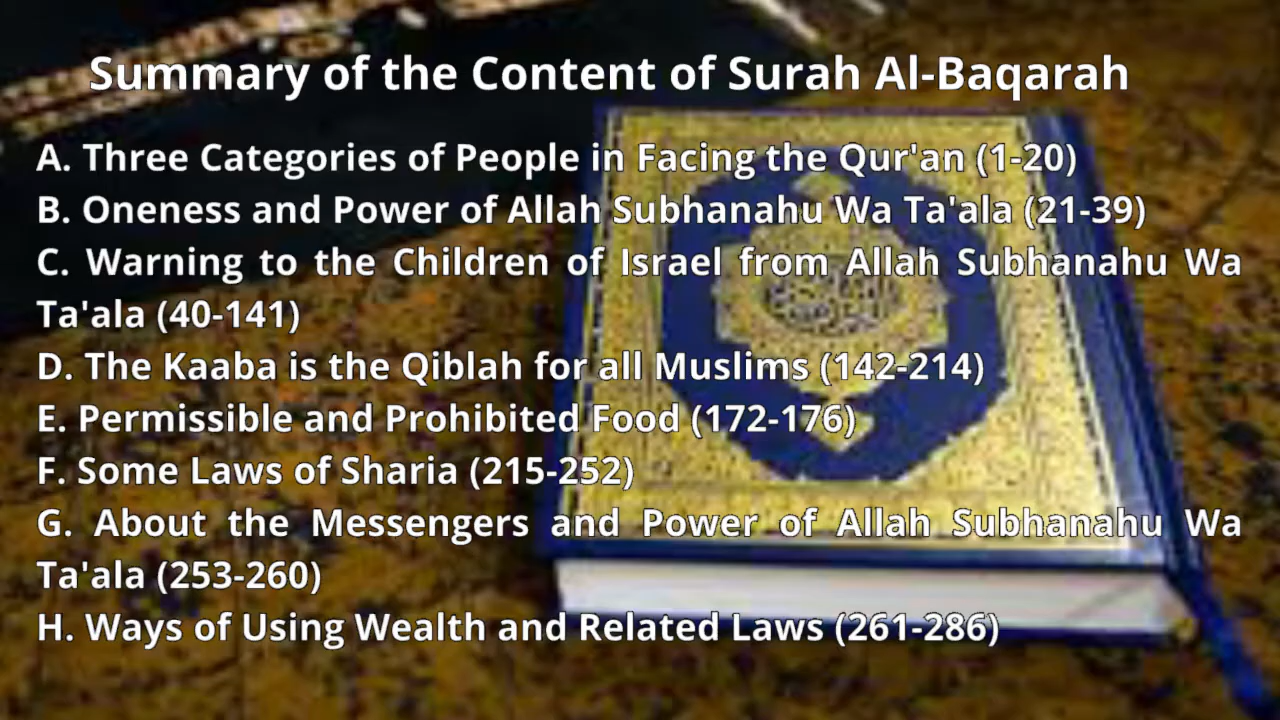 Summary of the Content of Surah Al-Baqarah
A. Three Categories of People in Facing the Qur'an (1-20)
B. Oneness and Power of Allah Subhanahu Wa Ta'ala (21-39)
C. Warning to the Children of Israel from Allah Subhanahu Wa
Ta'ala (40-141)
D. The Kaaba is the Qiblah for all Muslims (142-214)
E. Permissible and Prohibited Food (172-176)
F. Some Laws of Sharia (215-252)
G. About the Messengers and Power of Allah Subhanahu Wa
Ta'ala (253-260)
H. Ways of Using Wealth and Related Laws (261-286)